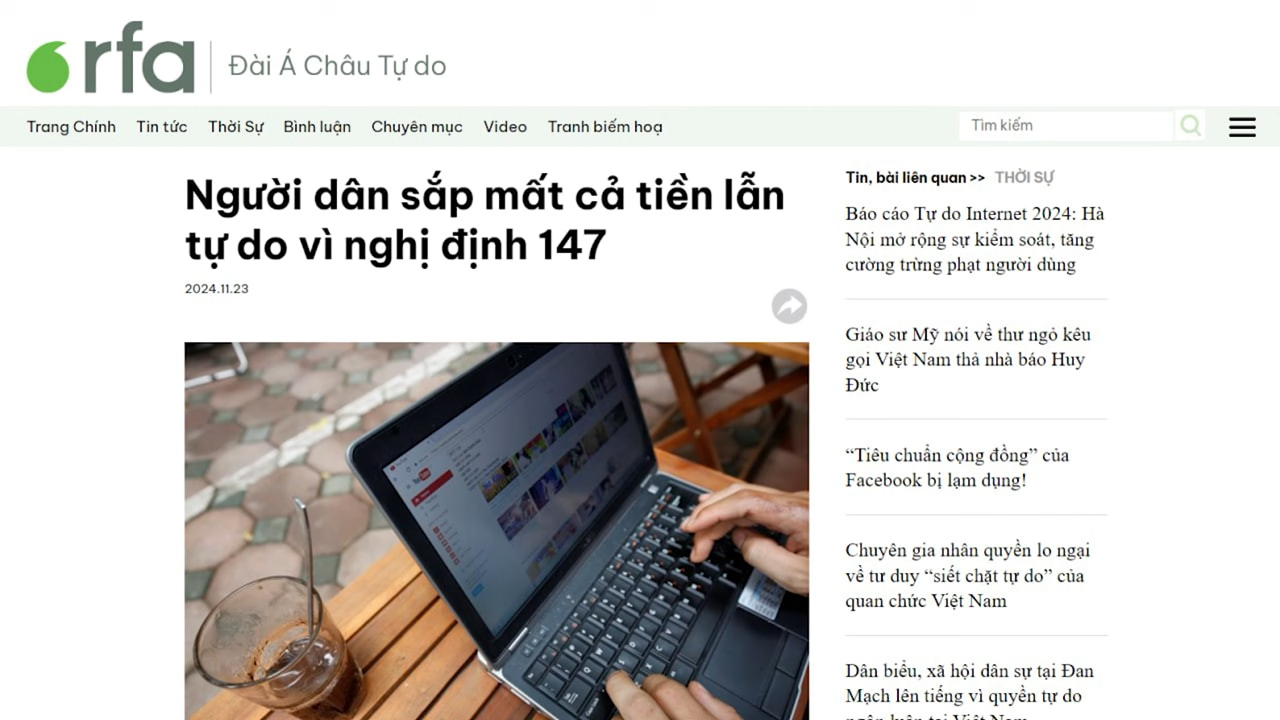 rfa Đài Á Châu Tự do
Trang Chính Tin tức Thời Sự Bình luận Chuyên mục Video Tranh biếm hoạ
Tìm kiếm
Người dân sắp mất cả tiền lẫn
tự do vì nghị định 147
2024.11.23
Tin, bài liên quan >> THỜI SỰ
Báo cáo Tự do Internet 2024: Hà
Nội mở rộng sự kiểm soát, tăng
cường trừng phạt người dùng
Giáo sư Mỹ nói về thư ngỏ kêu
gọi Việt Nam thả nhà báo Huy
Đức
“Tiêu chuẩn cộng đồng” của
Facebook bị lạm dụng!
Chuyên gia nhân quyền lo ngại
về tư duy “siết chặt tự do” của
quan chức Việt Nam
Dân biểu, xã hội dân sự tại Đan
Mạch lên tiếng vì quyền tự do
ngôn luận tại Việt Nam